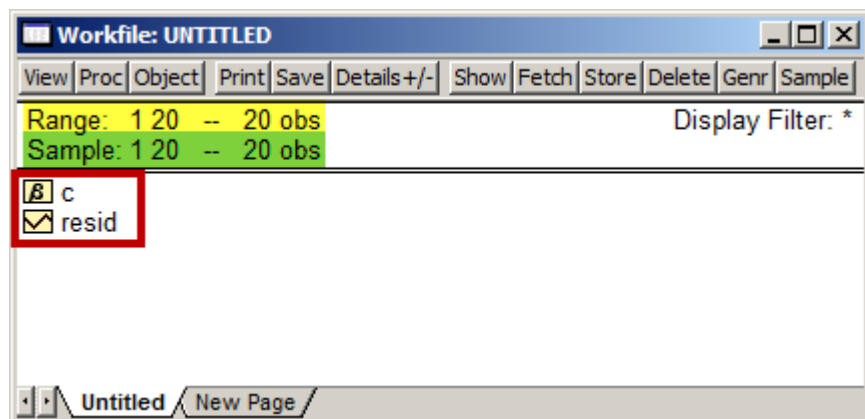 Workfile: UNTITLED
View Proc Object Print Save Details+/- Show Fetch Store Delete Genr Sample
Range: 1 20 -- 20 obs Display Filter: *
Sample: 1 20 -- 20 obs
β c
resid
Untitled New Page